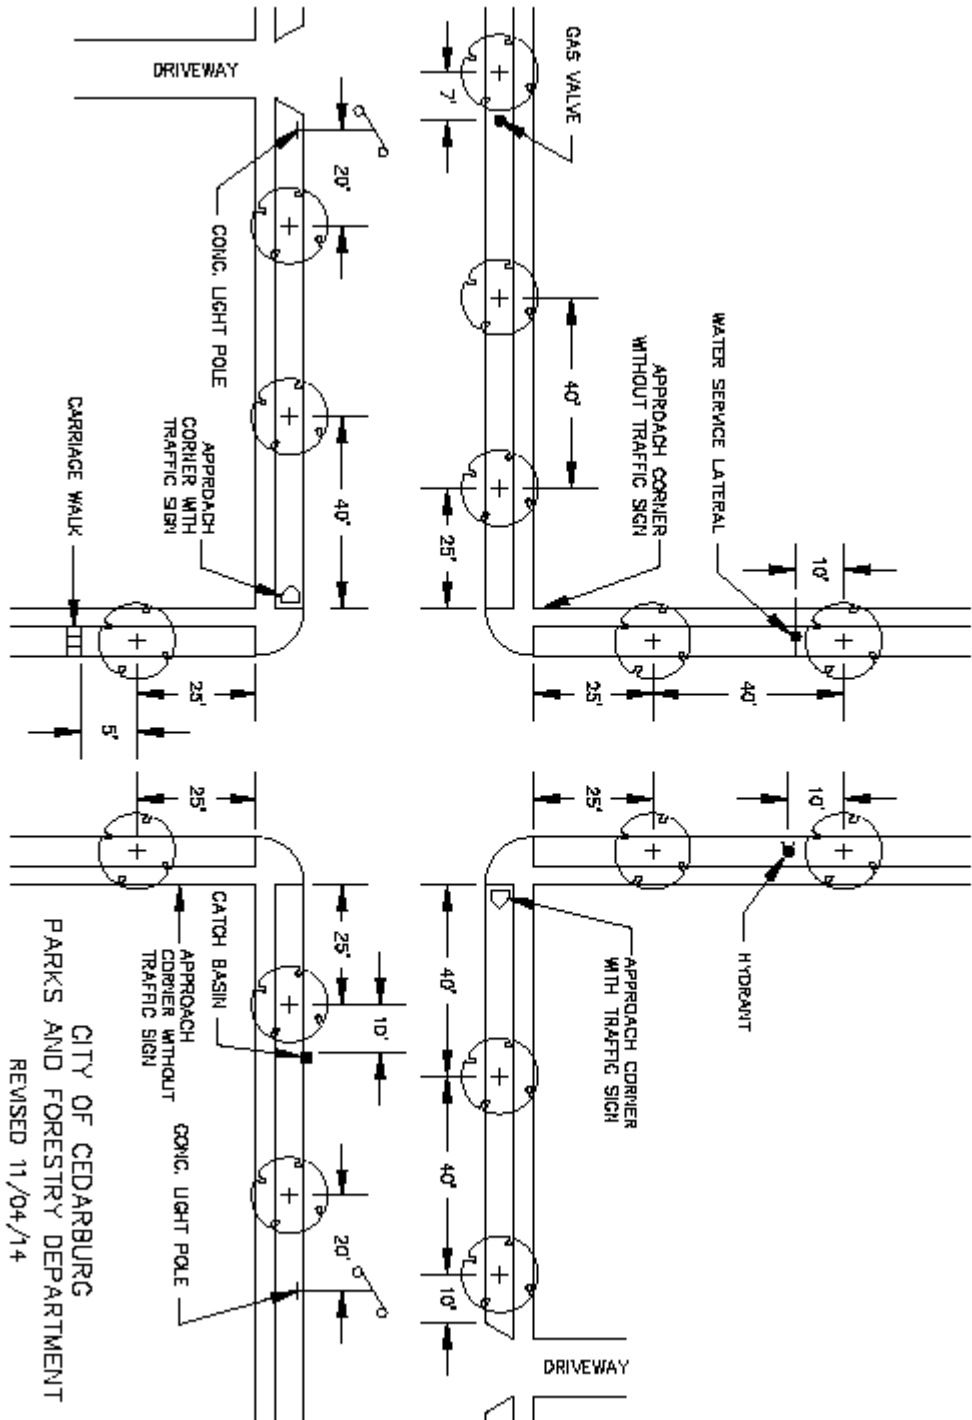 DRIVEWAY
GAS VALVE
7'
20'
CONC. LIGHT POLE
40'
WATER SERVICE LATERAL
APPROACH CORNER
WITHOUT TRAFFIC SIGN
25'
10'
APPROACH
CORNER WITH
TRAFFIC SIGN
40'
CARRIAGE WALK
25'
5'
25'
40'
25'
25'
10'
HYDRANT
APPROACH CORNER
WITH TRAFFIC SIGN
40'
40'
10'
DRIVEWAY
25'
10'
CATCH BASIN
APPROACH
CORNER WITHOUT
TRAFFIC SIGN
CONC. LIGHT POLE
20'
CITY OF CEDARBURG
PARKS AND FORESTRY DEPARTMENT
REVISED 11/04/14